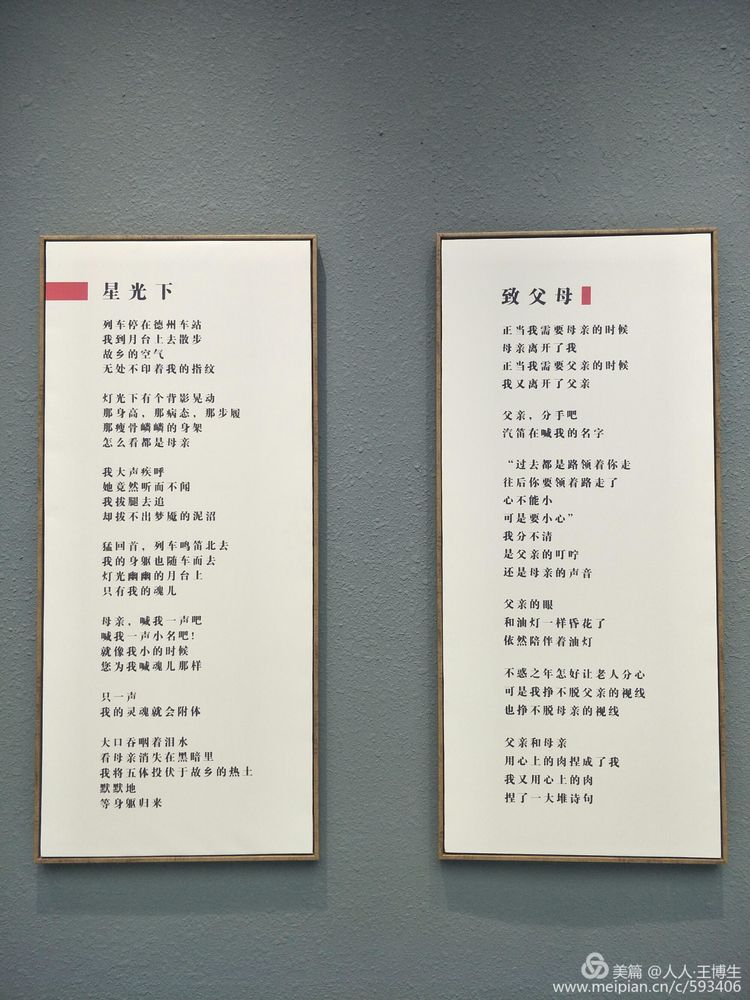 星光下
列车停在德州车站
我到月台上去散步
故乡的空气
无处不印着我的指纹
灯光下有个背影晃动
那身高，那病态，那步履
那瘦骨嶙嶙的身架
怎么看都是母亲
我大声疾呼
她竟然听而不闻
我拔腿去追
却拔不出梦魇的泥沼
猛回首，列车鸣笛北去
我的身躯也随车而去
灯光幽幽的月台上
只有我的魂儿
母亲，喊我一声吧
喊我一声小名吧！
就像我小的时候
您为我喊魂儿那样
只一声
我的灵魂就会附体
大口吞咽着泪水
看母亲消失在黑暗里
我将五体投伏于故乡的热土
默默地
等身躯归来
致父母
正当我需要母亲的时候
母亲离开了我
正当我需要父亲的时候
我又离开了父亲
父亲，分手吧
汽笛在喊我的名字
“过去都是路领着你走
往后你要领着路走了
心不能小
可是要小心”
我分不清
是父亲的叮咛
还是母亲的声音
父亲的眼
和油灯一样昏花了
依然陪伴着油灯
不惑之年怎好让老人分心
可是我挣不脱父亲的视线
也挣不脱母亲的视线
父亲和母亲
用心上的肉捏成了我
我又用心上的肉
捏了一大堆诗句
美篇 @人人·王博生
www.meipian.cn/c/593406